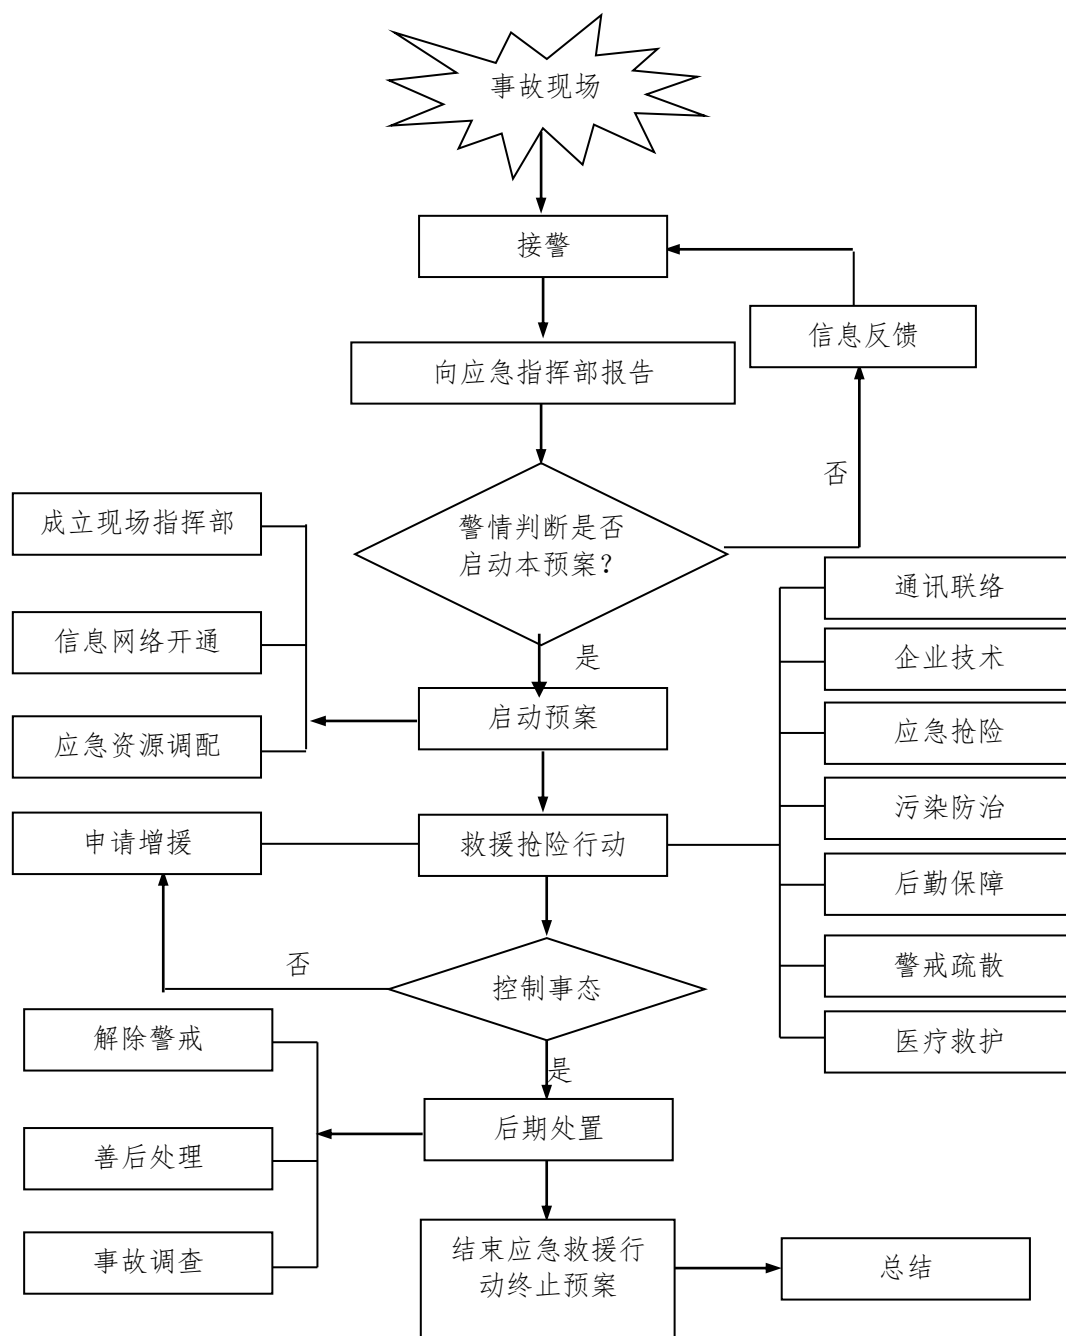 事故现场
接警
信息反馈
向应急指挥部报告
否
成立现场指挥部
警情判断是否
启动本预案?
通讯联络
信息网络开通
是
企业技术
启动预案
应急抢险
应急资源调配
污染防治
申请增援
救援抢险行动
后勤保障
否
警戒疏散
控制事态
解除警戒
医疗救护
是
后期处置
善后处理
结束应急救援行
动终止预案
事故调查
总结